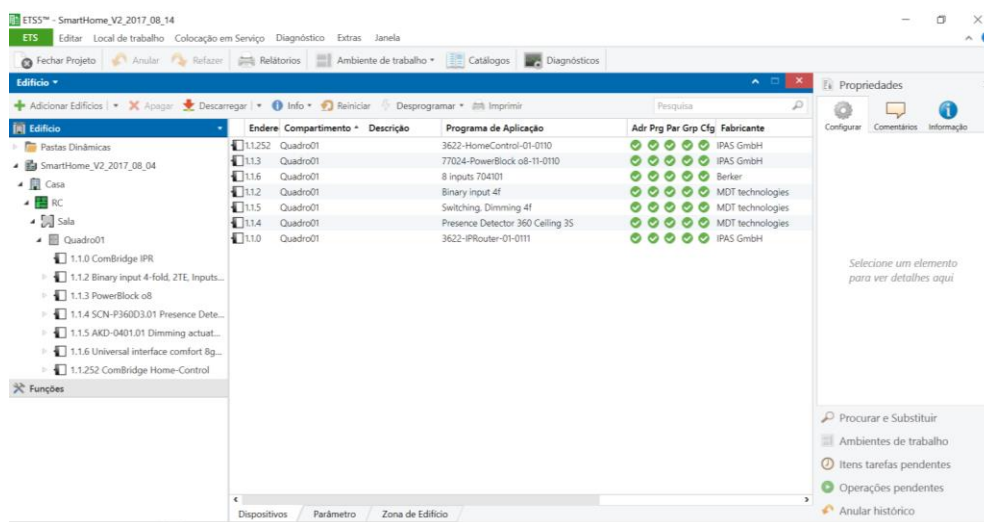 ETS5™ - SmartHome_V2_2017_08_14
ETS Editar Local de trabalho Colocação em Serviço Diagnóstico Extras Janela
Fechar Projeto Anular Refazer Relatórios Ambiente de trabalho Catálogos Diagnósticos
Edifício
Adicionar Edifícios Apagar Descarregar Info Reiniciar Desprogramar Imprimir Pesquisa
Edifício
Pastas Dinâmicas
SmartHome_V2_2017_08_04
Casa
RC
Sala
Quadro01
1.1.0 ComBridge IPR
1.1.2 Binary input 4-fold, 2TE, Inputs...
1.1.3 PowerBlock o8
1.1.4 SCN-P360D3.01 Presence Dete...
1.1.5 AKD-0401.01 Dimming actuat...
1.1.6 Universal interface comfort 8g...
1.1.252 ComBridge Home-Control
Funções
Endere Compartimento Descrição Programa de Aplicação Adr Prg Par Grp Cfg Fabricante
1.1.252 Quadro01 3622-HomeControl-01-0110 IPAS GmbH
1.1.3 Quadro01 77024-PowerBlock o8-11-0110 IPAS GmbH
1.1.6 Quadro01 8 inputs 704101 Berker
1.1.2 Quadro01 Binary input 4f MDT technologies
1.1.5 Quadro01 Switching, Dimming 4f MDT technologies
1.1.4 Quadro01 Presence Detector 360 Ceiling 3S MDT technologies
1.1.0 Quadro01 3622-IPRouter-01-0111 IPAS GmbH
Dispositivos Parâmetro Zona de Edifício
Propriedades
Configurar Comentários Informação
Selecione um elemento
para ver detalhes aqui
Procurar e Substituir
Ambientes de trabalho
Itens tarefas pendentes
Operações pendentes
Anular histórico